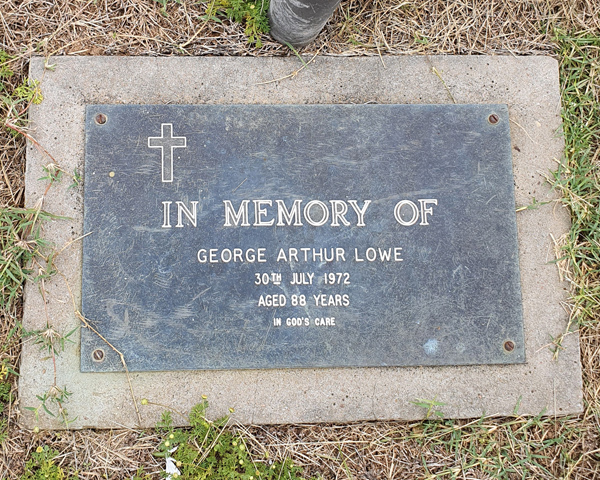 IN MEMORY OF
GEORGE ARTHUR LOWE
30TH JULY 1972
AGED 88 YEARS
IN GOD'S CARE